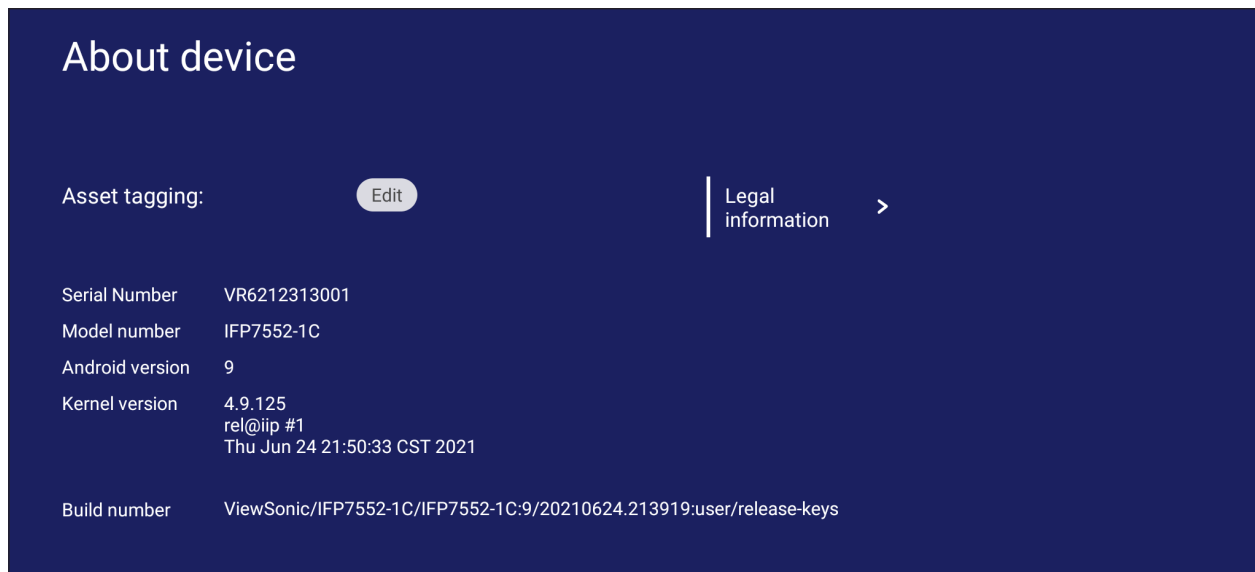 About device
Asset tagging:
Edit
Legal
information
Serial Number VR6212313001
Model number IFP7552-1C
Android version 9
Kernel version 4.9.125
rel@iip #1
Thu Jun 24 21:50:33 CST 2021
Build number ViewSonic/IFP7552-1C/IFP7552-1C:9/20210624.213919:user/release-keys